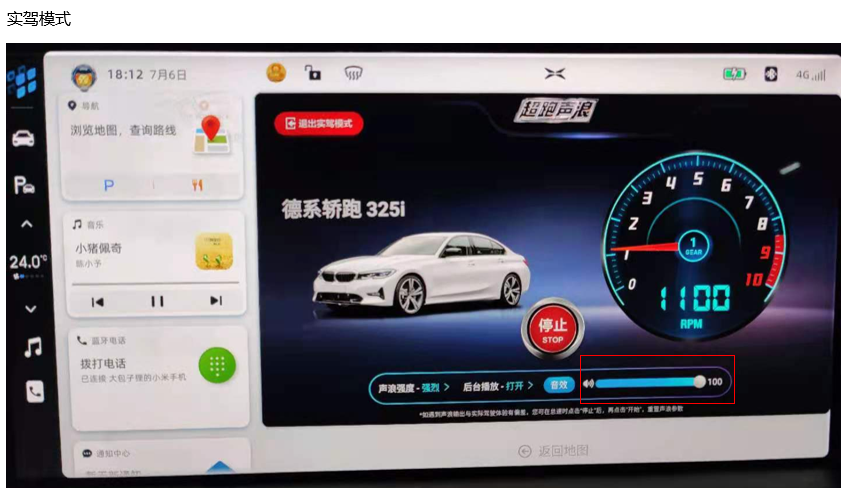 实驾模式
18:12 7月6日
4G
导航
浏览地图，查询路线
P
超跑声浪
退出实驾模式
德系轿跑 325i
0
1
2
3
4
5
6
7
8
9
10
1
GEAR
1100
RPM
停止
STOP
声浪强度 - 强烈 >
后台播放 - 打开 >
音效
100
*如遇到声浪输出与实际驾驶体验有偏差，您可在怠速时点击“停止”后，再点击“开始”，重置声浪参数
返回地图
24.0°C
音乐
小猪佩奇
陈小予
蓝牙电话
拨打电话
已连接 大包子狸的小米手机
通知中心